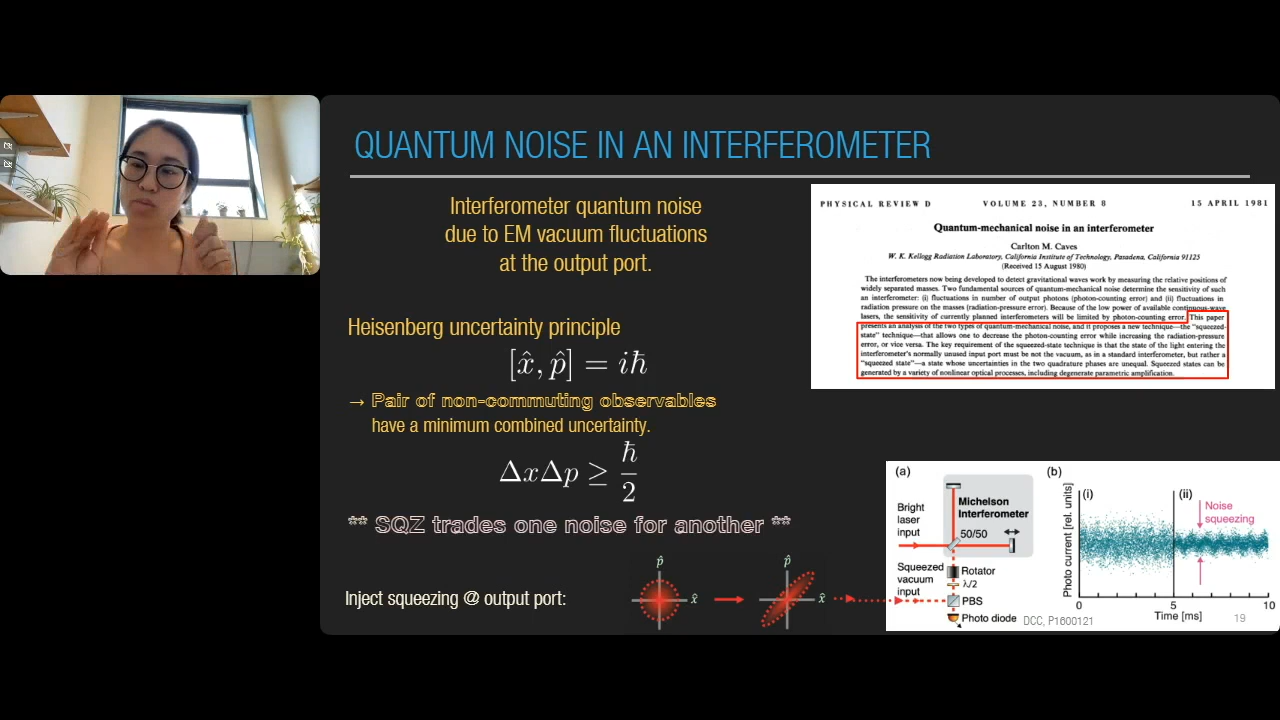 QUANTUM NOISE IN AN INTERFEROMETER
Interferometer quantum noise
due to EM vacuum fluctuations
at the output port.
Heisenberg uncertainty principle
[x̂, p̂] = iħ
→ Pair of non-commuting observables
have a minimum combined uncertainty.
ΔxΔp ≥ ħ/2
** SQZ trades one noise for another **
Inject squeezing @ output port:
p̂
x̂
p̂
x̂
PHYSICAL REVIEW D VOLUME 23, NUMBER 8 15 APRIL 1981
Quantum-mechanical noise in an interferometer
Carlton M. Caves
W. K. Kellogg Radiation Laboratory, California Institute of Technology, Pasadena, California 91125
(Received 15 August 1980)
The interferometers now being developed to detect gravitational waves work by measuring the relative positions of
widely separated masses. Two fundamental sources of quantum-mechanical noise determine the sensitivity of such
an interferometer: (i) fluctuations in number of output photons (photon-counting error) and (ii) fluctuations in
radiation pressure on the masses (radiation-pressure error). Because of the low power of available continuous-wave
lasers, the sensitivity of currently planned interferometers will be limited by photon-counting error. This paper
presents an analysis of the two types of quantum-mechanical noise, and it proposes a new technique—the "squeezed-
state" technique—that allows one to decrease the photon-counting error while increasing the radiation-pressure
error, or vice versa. The key requirement of the squeezed-state technique is that the state of the light entering the
interferometer's normally unused input port must be not the vacuum, as in a standard interferometer, but rather a
"squeezed state"—a state whose uncertainties in the two quadrature phases are unequal. Squeezed states can be
generated by a variety of nonlinear optical processes, including degenerate parametric amplification.
(a)
Bright
laser
input
Michelson
Interferometer
50/50
Squeezed
vacuum
input
Rotator
λ/2
PBS
Photo diode
(b)
Photo current [rel. units]
(i)
(ii)
Noise
squeezing
0 5 10
Time [ms]
DCC, P1600121
19